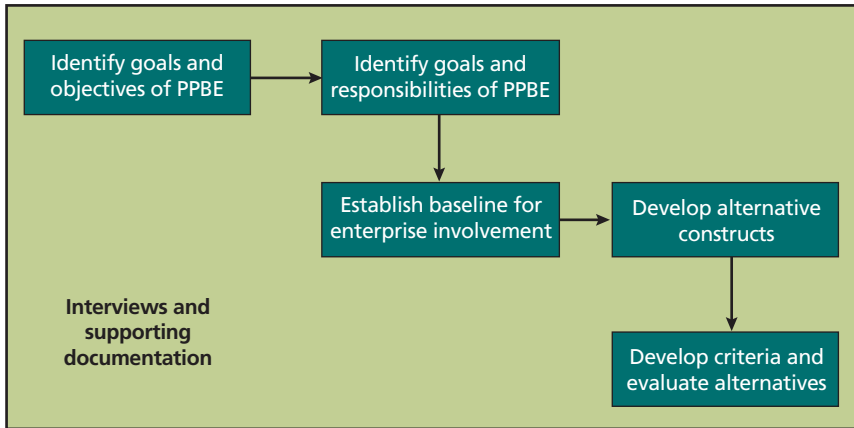 Identify goals and
objectives of PPBE
Identify goals and
responsibilities of PPBE
Establish baseline for
enterprise involvement
Develop alternative
constructs
Interviews and
supporting
documentation
Develop criteria and
evaluate alternatives